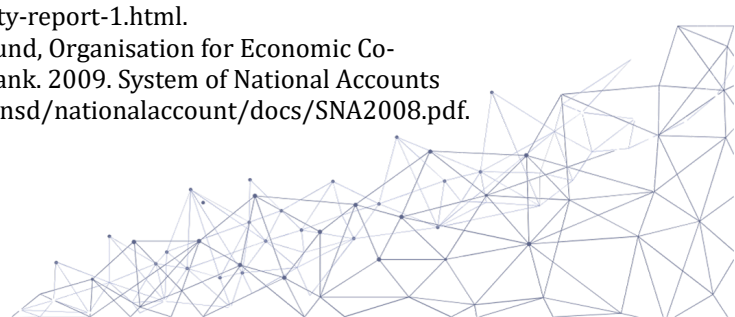 ty-report-1.html.
und, Organisation for Economic Co-
ank. 2009. System of National Accounts
nsd/nationalaccount/docs/SNA2008.pdf.